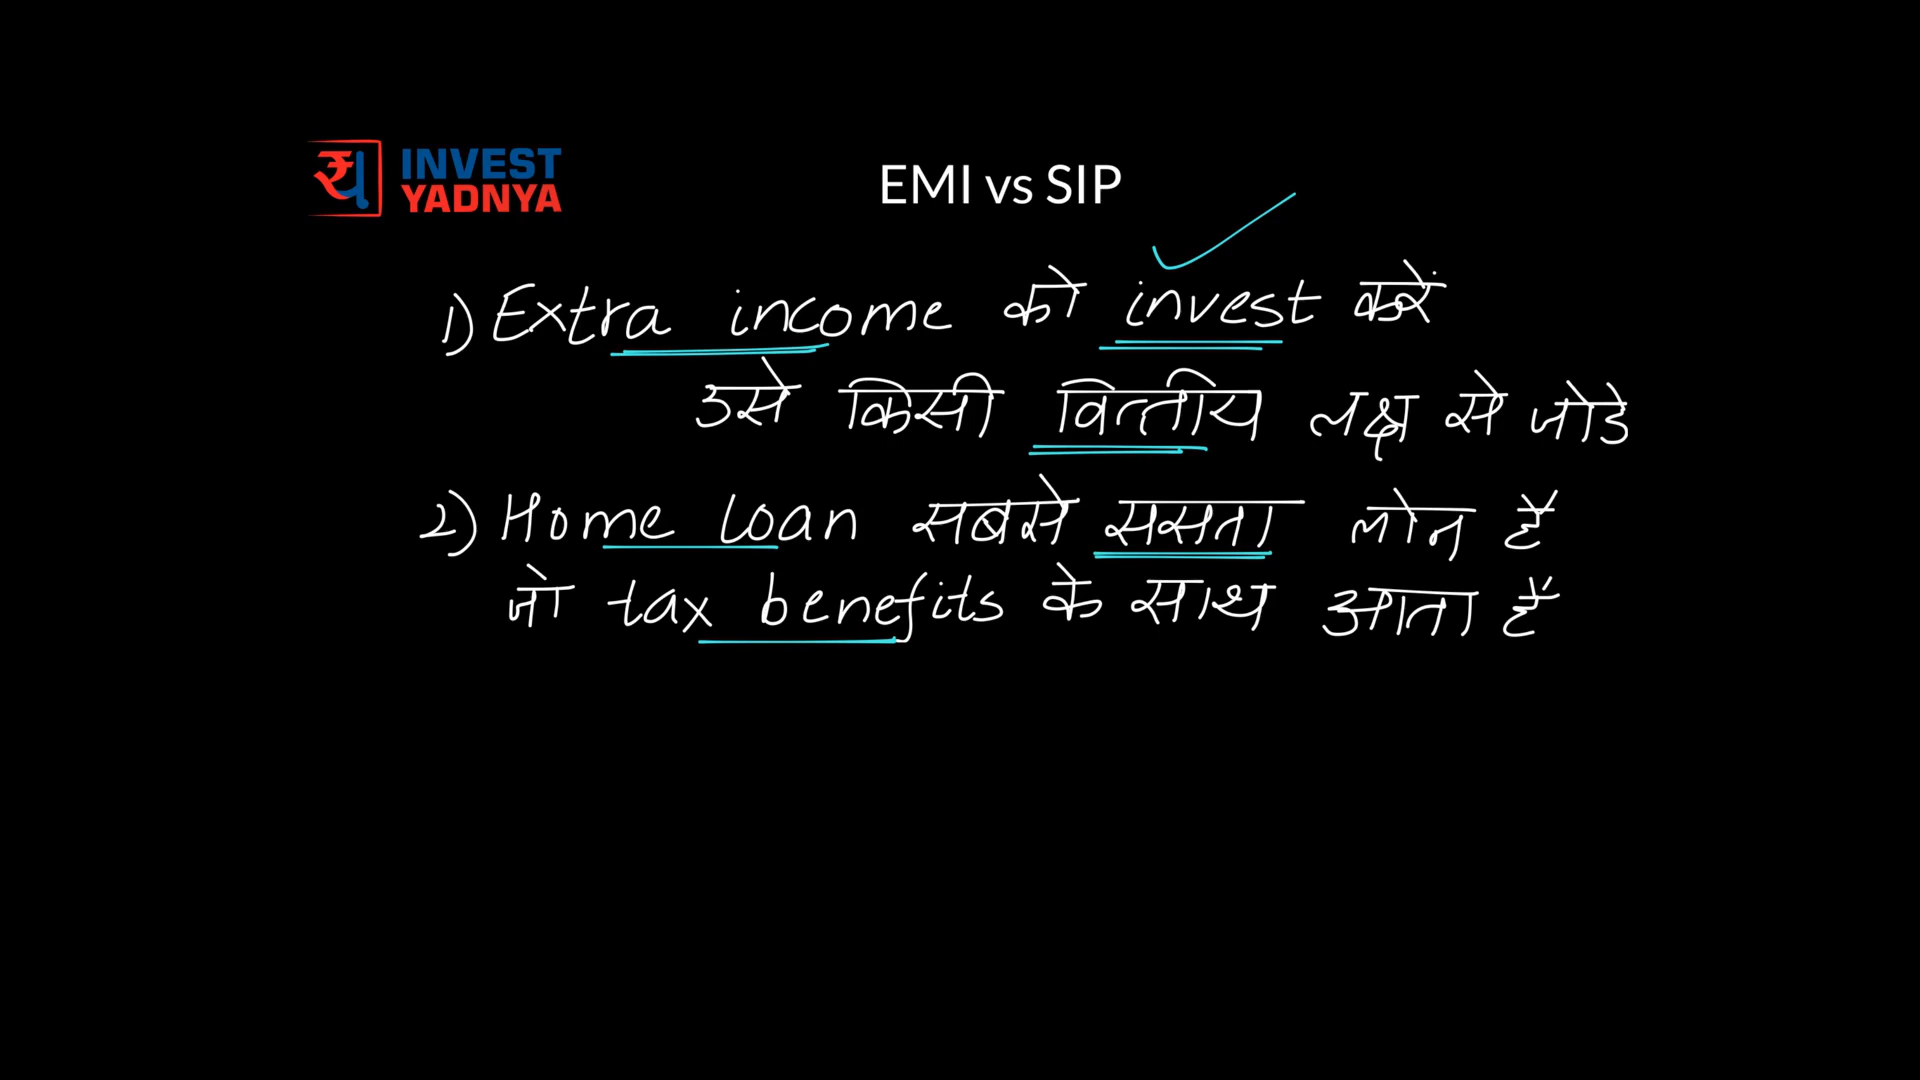 INVEST
YADNYA
EMI vs SIP
1) Extra income को invest करें
उसे किसी वित्तीय लक्ष से जोडे
2) Home loan सबसे सस्ता लोन हैं
जो tax benefits के साथ आता हैं